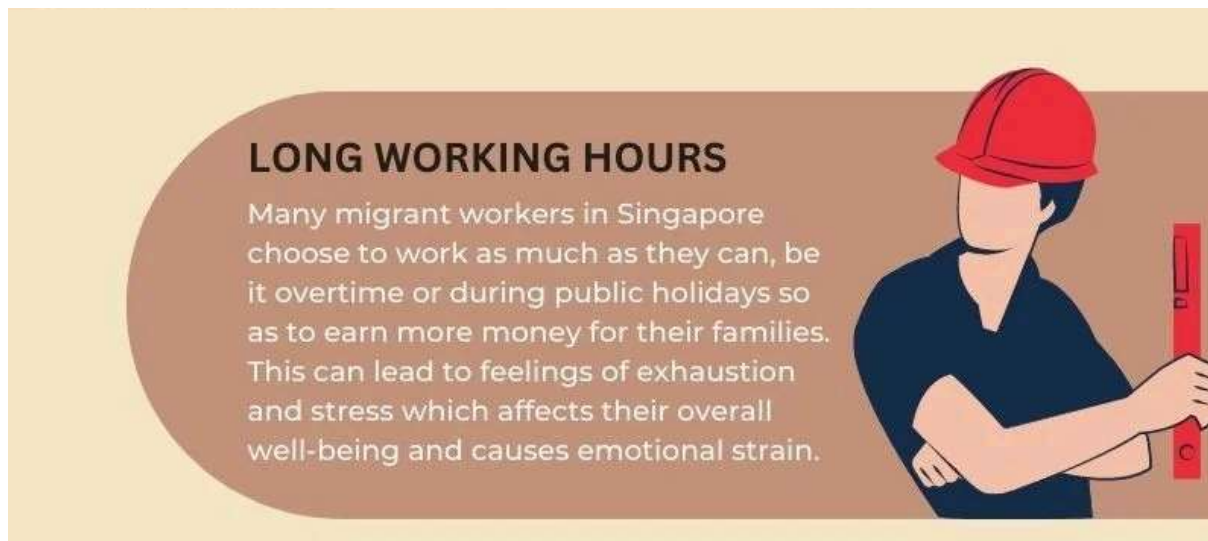 LONG WORKING HOURS
Many migrant workers in Singapore
choose to work as much as they can, be
it overtime or during public holidays so
as to earn more money for their families.
This can lead to feelings of exhaustion
and stress which affects their overall
well-being and causes emotional strain.